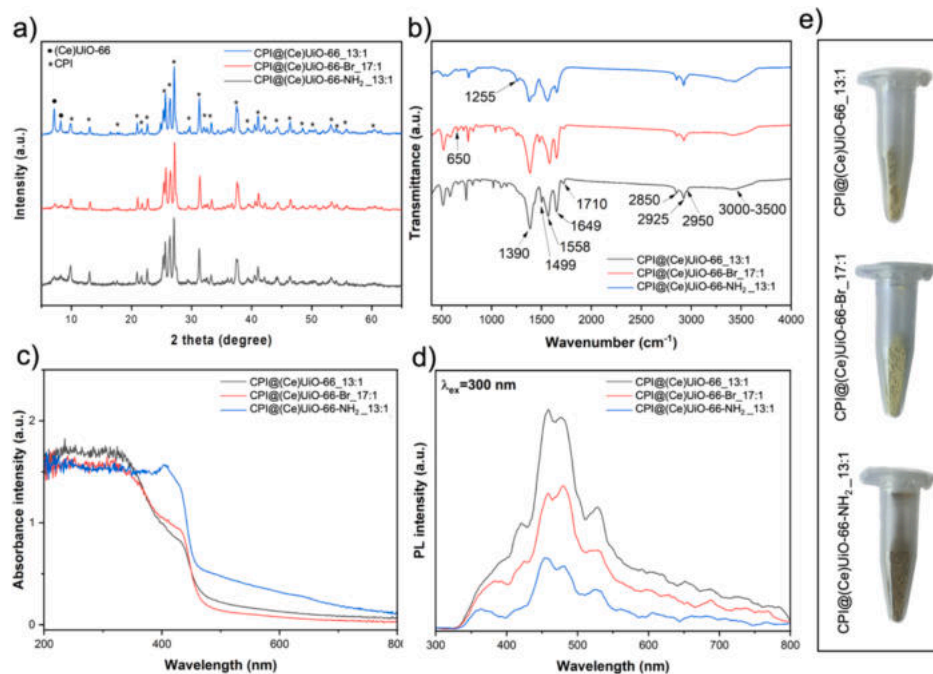 a)
● (Ce)UiO-66
* CPI
CPI@(Ce)UiO-66_13:1
CPI@(Ce)UiO-66-Br_17:1
CPI@(Ce)UiO-66-NH₂_13:1
Intensity (a.u.)
10 20 30 40 50 60
2 theta (degree)
b)
1255
650
1710
1649
1558
1499
1390
2850
2925
2950
3000-3500
CPI@(Ce)UiO-66_13:1
CPI@(Ce)UiO-66-Br_17:1
CPI@(Ce)UiO-66-NH₂_13:1
Transmittance (a.u.)
500 1000 1500 2000 2500 3000 3500 4000
Wavenumber (cm⁻¹)
c)
CPI@(Ce)UiO-66_13:1
CPI@(Ce)UiO-66-Br_17:1
CPI@(Ce)UiO-66-NH₂_13:1
Absorbance intensity (a.u.)
2
1
0
200 400 600 800
Wavelength (nm)
d)
λex=300 nm
CPI@(Ce)UiO-66_13:1
CPI@(Ce)UiO-66-Br_17:1
CPI@(Ce)UiO-66-NH₂_13:1
PL intensity (a.u.)
300 400 500 600 700 800
Wavelength (nm)
e)
CPI@(Ce)UiO-66_13:1
CPI@(Ce)UiO-66-Br_17:1
CPI@(Ce)UiO-66-NH₂_13:1